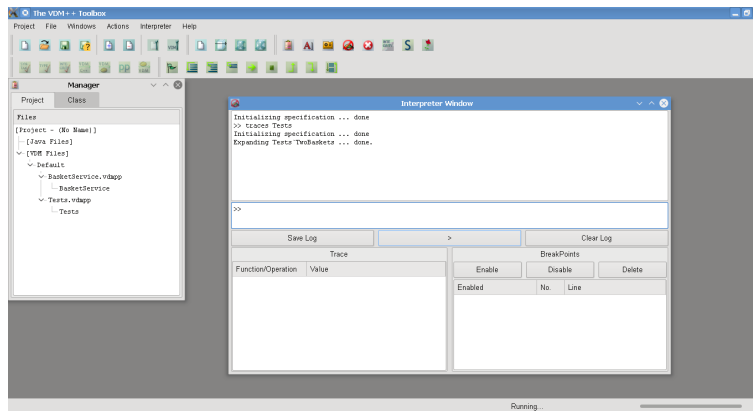 The VDM++ Toolbox
Project File Windows Actions Interpreter Help
Manager
Project Class
Files
[Project - (No Name)]
[Java Files]
[VDM Files]
Default
BasketService.vdmpp
BasketService
Tests.vdmpp
Tests
Interpreter Window
Initializing specification ... done
>> traces Tests
Initializing specification ... done
Expanding Tests`TwoBaskets ... done.
>>
Save Log > Clear Log
Trace
Function/Operation Value
BreakPoints
Enable Disable Delete
Enabled No. Line
Running...